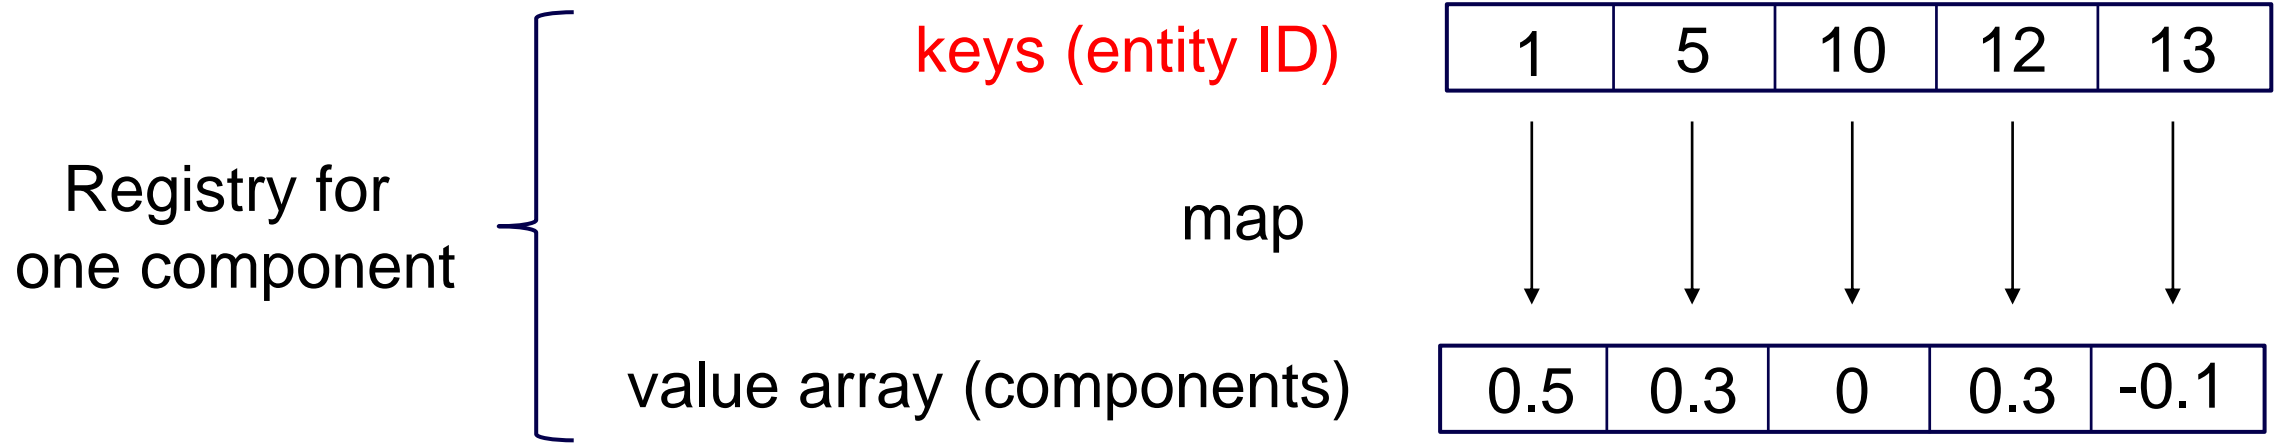 Registry for
one component
keys (entity ID)
1 5 10 12 13
map
value array (components)
0.5 0.3 0 0.3 -0.1